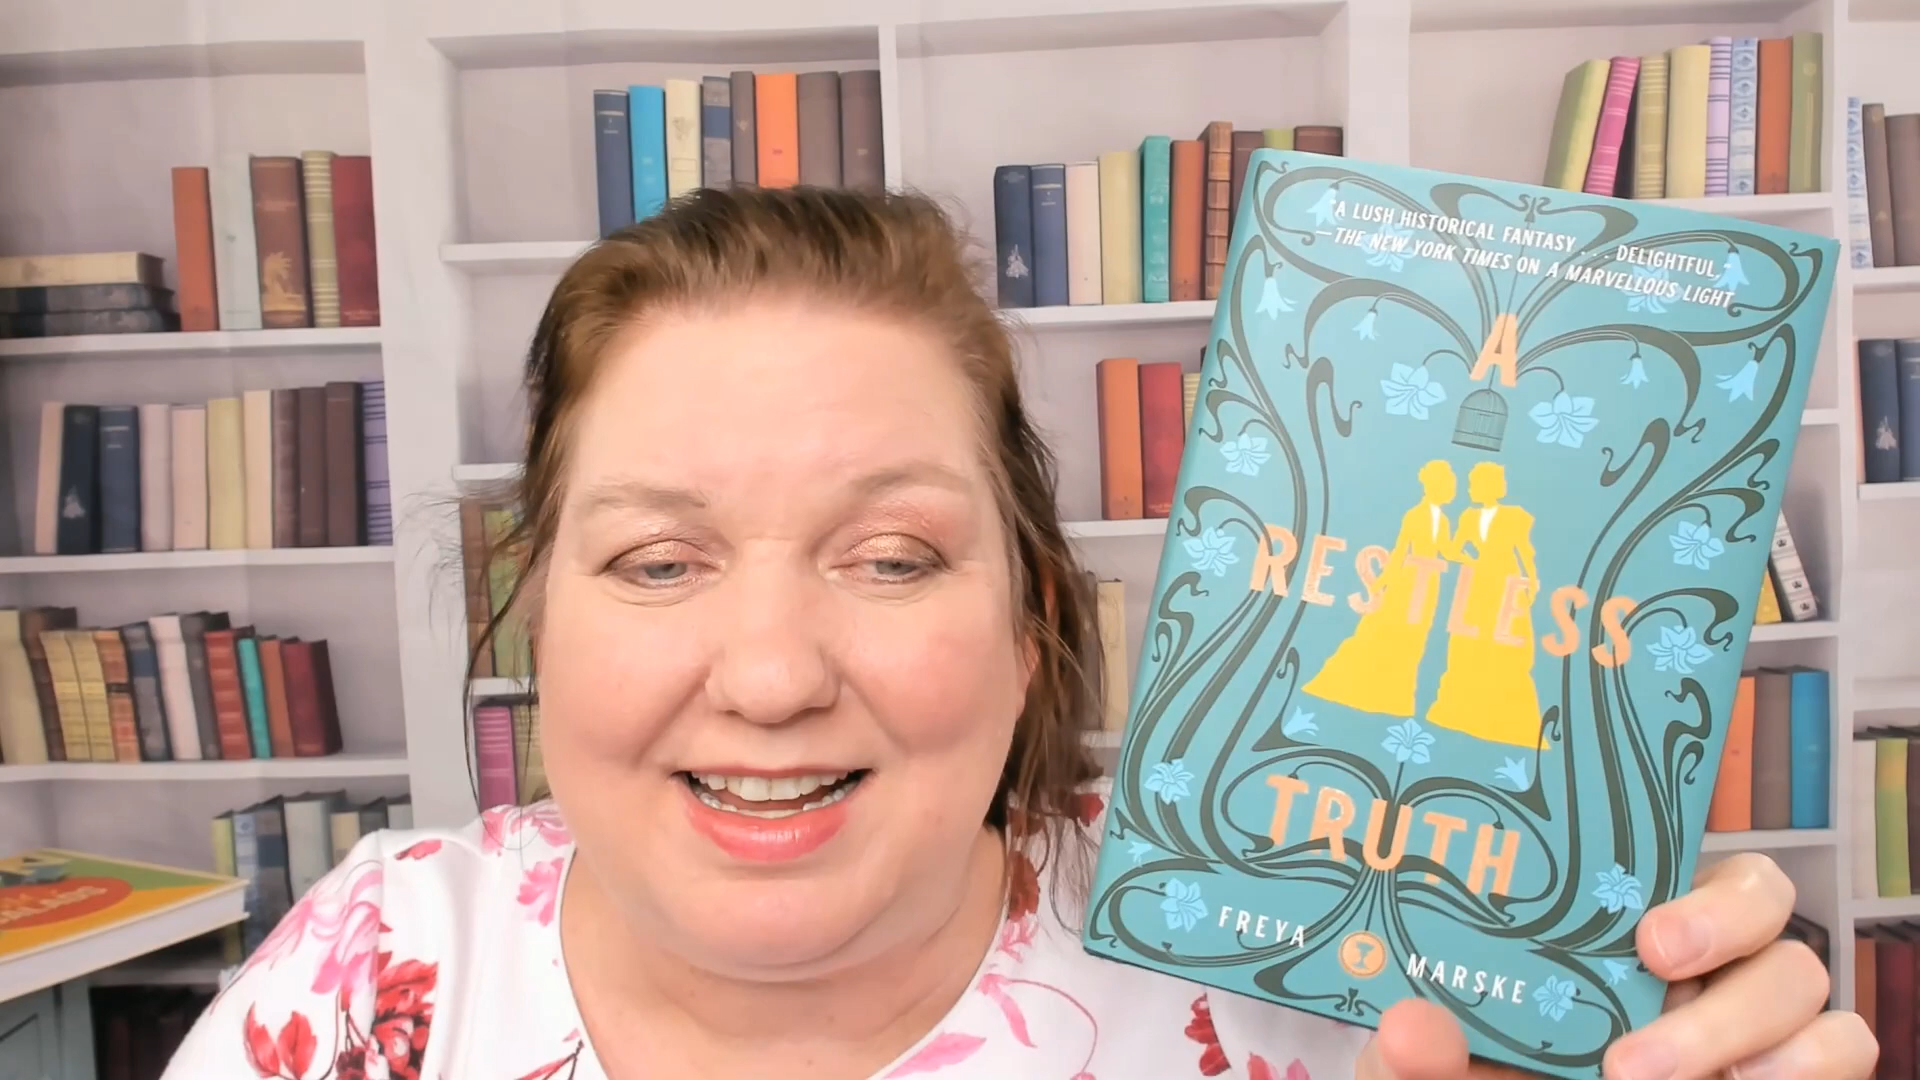 "A LUSH HISTORICAL FANTASY . . . DELIGHTFUL."
—THE NEW YORK TIMES ON A MARVELLOUS LIGHT
A
RESTLESS
TRUTH
FREYA
MARSKE